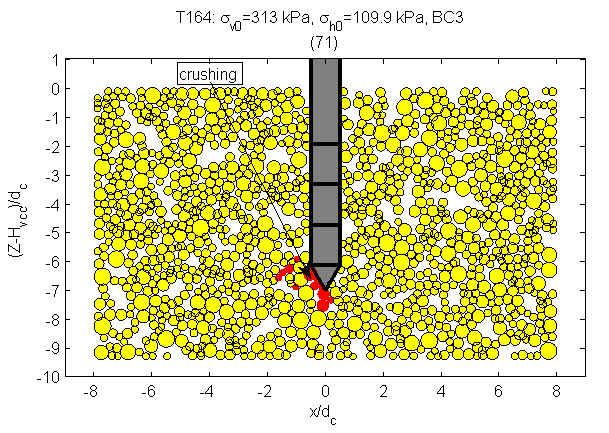 T164: σv0=313 kPa, σh0=109.9 kPa, BC3
(71)
crushing
1
0
-1
-2
-3
-4
-5
-6
-7
-8
-9
-10
(Z-Hvcc)/dc
-8 -6 -4 -2 0 2 4 6 8
x/dc